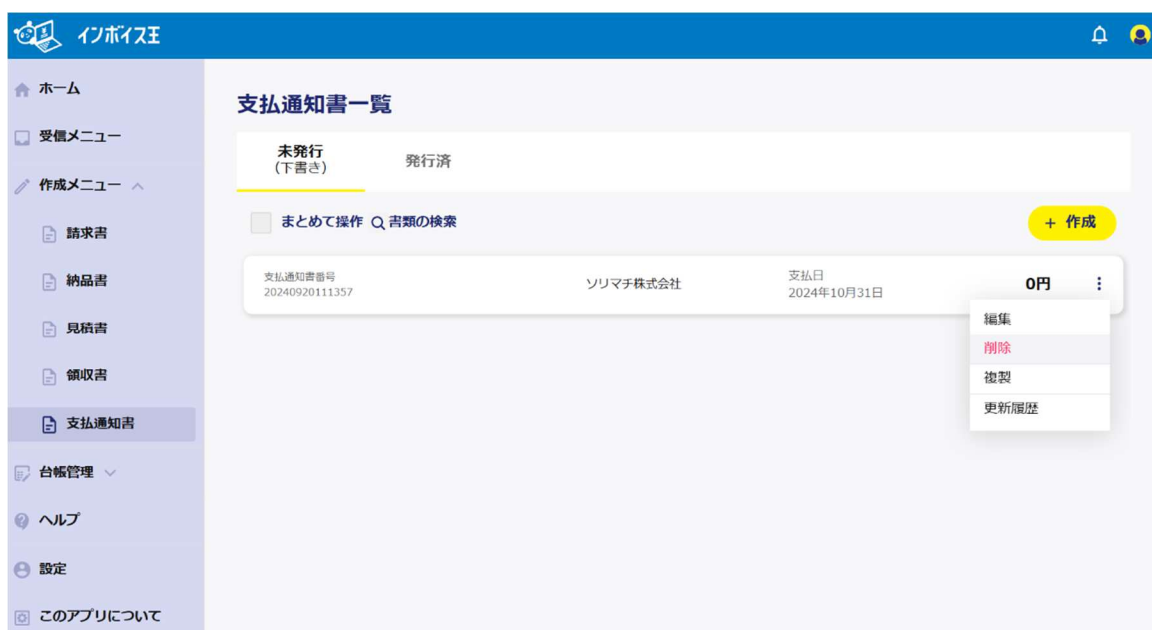 インボイス王
ホーム
受信メニュー
作成メニュー
請求書
納品書
見積書
領収書
支払通知書
台帳管理
ヘルプ
設定
このアプリについて
支払通知書一覧
未発行
(下書き)
発行済
まとめて操作 書類の検索
+ 作成
支払通知書番号
20240920111357
ソリマチ株式会社
支払日
2024年10月31日
0円
編集
削除
複製
更新履歴